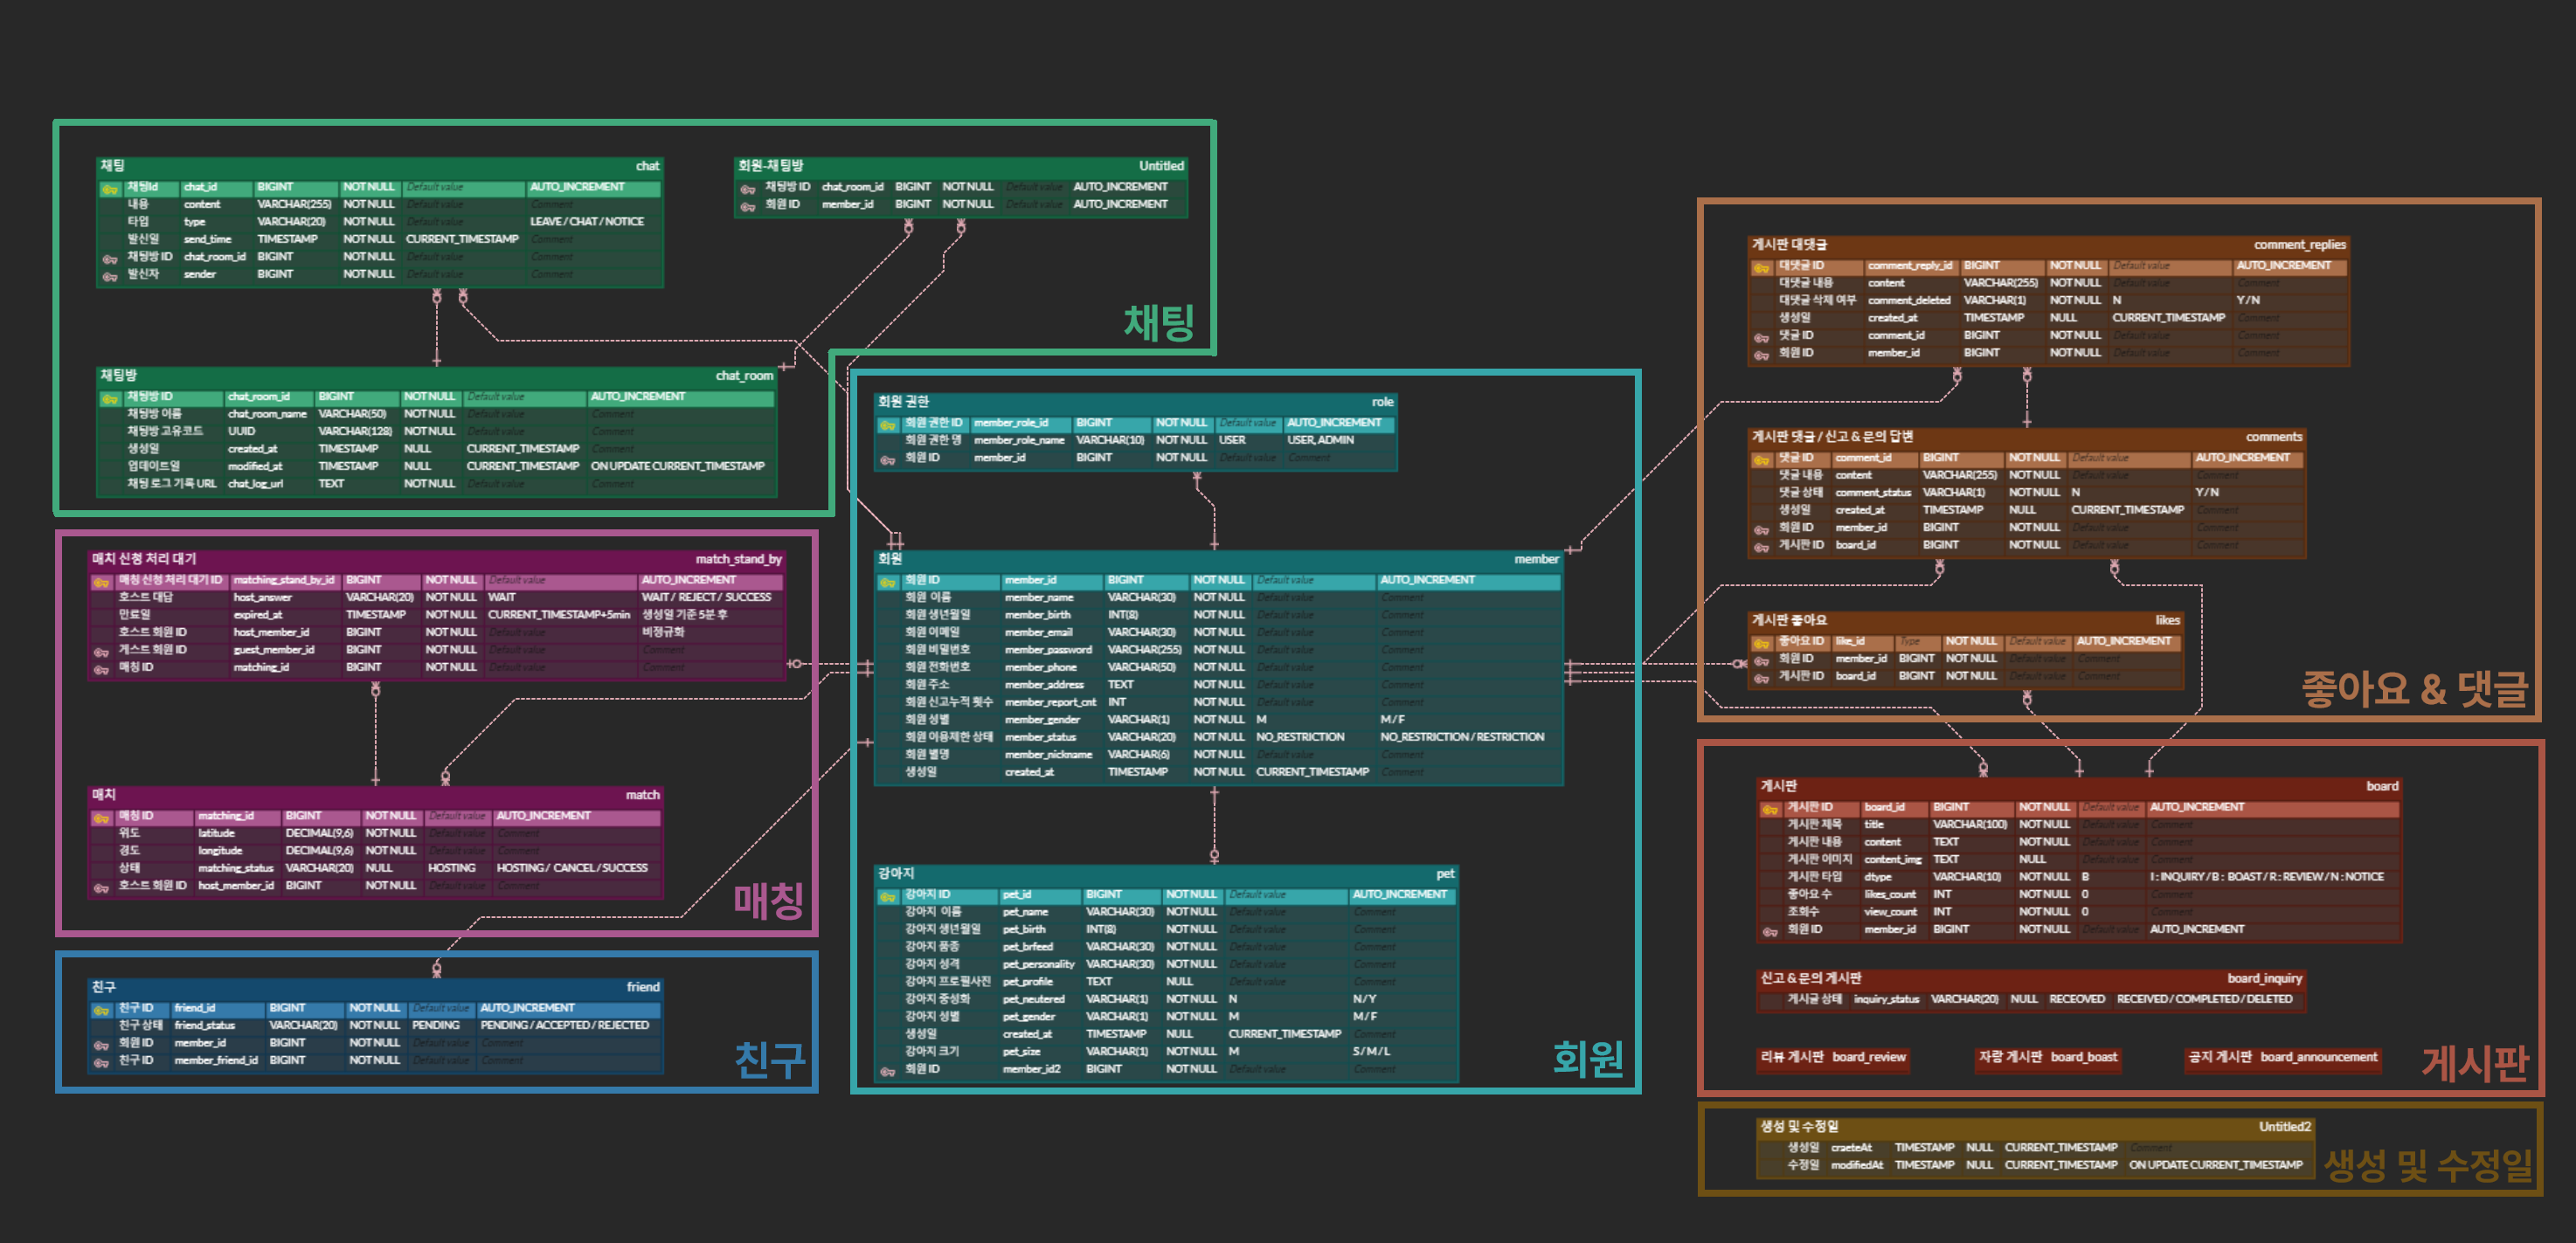 채팅 chat
채팅Id chat_id BIGINT NOT NULL Default value AUTO_INCREMENT
내용 content VARCHAR(255) NOT NULL Default value Comment
타입 type VARCHAR(20) NOT NULL Default value LEAVE / CHAT / NOTICE
발신일 send_time TIMESTAMP NOT NULL CURRENT_TIMESTAMP Comment
채팅방 ID chat_room_id BIGINT NOT NULL Default value Comment
발신자 sender BIGINT NOT NULL Default value Comment
회원-채팅방 Untitled
채팅방 ID chat_room_id BIGINT NOT NULL Default value AUTO_INCREMENT
회원 ID member_id BIGINT NOT NULL Default value AUTO_INCREMENT
채팅
채팅방 chat_room
채팅방 ID chat_room_id BIGINT NOT NULL Default value AUTO_INCREMENT
채팅방 이름 chat_room_name VARCHAR(50) NOT NULL Default value Comment
채팅방 고유코드 UUID VARCHAR(128) NOT NULL Default value Comment
생성일 created_at TIMESTAMP NULL CURRENT_TIMESTAMP Comment
업데이트일 modified_at TIMESTAMP NULL CURRENT_TIMESTAMP ON UPDATE CURRENT_TIMESTAMP
채팅 로그 기록 URL chat_log_url TEXT NOT NULL Default value Comment
매치 신청 처리 대기 match_stand_by
매칭 신청 처리 대기 ID matching_stand_by_id BIGINT NOT NULL Default value AUTO_INCREMENT
호스트 대답 host_answer VARCHAR(20) NOT NULL WAIT WAIT / REJECT / SUCCESS
만료일 expired_at TIMESTAMP NOT NULL CURRENT_TIMESTAMP+5min 생성일 기준 5분 후
호스트 회원 ID host_member_id BIGINT NOT NULL Default value 비정규화
게스트 회원 ID guest_member_id BIGINT NOT NULL Default value Comment
매칭 ID matching_id BIGINT NOT NULL Default value Comment
매치 match
매칭 ID matching_id BIGINT NOT NULL Default value AUTO_INCREMENT
위도 latitude DECIMAL(9,6) NOT NULL Default value Comment
경도 longitude DECIMAL(9,6) NOT NULL Default value Comment
상태 matching_status VARCHAR(20) NULL HOSTING HOSTING / CANCEL / SUCCESS
호스트 회원 ID host_member_id BIGINT NOT NULL Default value Comment
매칭
친구 friend
친구 ID friend_id BIGINT NOT NULL Default value AUTO_INCREMENT
친구 상태 friend_status VARCHAR(20) NOT NULL PENDING PENDING / ACCEPTED / REJECTED
회원 ID member_id BIGINT NOT NULL Default value Comment
친구 ID member_friend_id BIGINT NOT NULL Default value Comment
친구
회원 권한 role
회원 권한 ID member_role_id BIGINT NOT NULL Default value AUTO_INCREMENT
회원 권한 명 member_role_name VARCHAR(10) NOT NULL USER USER, ADMIN
회원 ID member_id BIGINT NOT NULL Default value Comment
회원 member
회원 ID member_id BIGINT NOT NULL Default value AUTO_INCREMENT
회원 이름 member_name VARCHAR(30) NOT NULL Default value Comment
회원 생년월일 member_birth INT(8) NOT NULL Default value Comment
회원 이메일 member_email VARCHAR(30) NOT NULL Default value Comment
회원 비밀번호 member_password VARCHAR(255) NOT NULL Default value Comment
회원 전화번호 member_phone VARCHAR(50) NOT NULL Default value Comment
회원 주소 member_address TEXT NOT NULL Default value Comment
회원 신고누적 횟수 member_report_cnt INT NOT NULL Default value Comment
회원 성별 member_gender VARCHAR(1) NOT NULL M M / F
회원 이용제한 상태 member_status VARCHAR(20) NOT NULL NO_RESTRICTION NO_RESTRICTION / RESTRICTION
회원 별명 member_nickname VARCHAR(6) NOT NULL Default value Comment
생성일 created_at TIMESTAMP NOT NULL CURRENT_TIMESTAMP Comment
강아지 pet
강아지 ID pet_id BIGINT NOT NULL Default value AUTO_INCREMENT
강아지 이름 pet_name VARCHAR(30) NOT NULL Default value Comment
강아지 생년월일 pet_birth INT(8) NOT NULL Default value Comment
강아지 품종 pet_brfeed VARCHAR(30) NOT NULL Default value Comment
강아지 성격 pet_personality VARCHAR(30) NOT NULL Default value Comment
강아지 프로필사진 pet_profile TEXT NULL Default value Comment
강아지 중성화 pet_neutered VARCHAR(1) NOT NULL N N / Y
강아지 성별 pet_gender VARCHAR(1) NOT NULL M M / F
생성일 created_at TIMESTAMP NULL CURRENT_TIMESTAMP Comment
강아지 크기 pet_size VARCHAR(1) NOT NULL M S / M / L
회원 ID member_id2 BIGINT NOT NULL Default value Comment
회원
게시판 대댓글 comment_replies
대댓글 ID comment_reply_id BIGINT NOT NULL Default value AUTO_INCREMENT
대댓글 내용 content VARCHAR(255) NOT NULL Default value Comment
대댓글 삭제 여부 comment_deleted VARCHAR(1) NOT NULL N Y / N
생성일 created_at TIMESTAMP NULL CURRENT_TIMESTAMP Comment
댓글 ID comment_id BIGINT NOT NULL Default value Comment
회원 ID member_id BIGINT NOT NULL Default value Comment
게시판 댓글 / 신고 & 문의 답변 comments
댓글 ID comment_id BIGINT NOT NULL Default value AUTO_INCREMENT
댓글 내용 content VARCHAR(255) NOT NULL Default value Comment
댓글 상태 comment_status VARCHAR(1) NOT NULL N Y / N
생성일 created_at TIMESTAMP NULL CURRENT_TIMESTAMP Comment
회원 ID member_id BIGINT NOT NULL Default value Comment
게시판 ID board_id BIGINT NOT NULL Default value Comment
게시판 좋아요 likes
좋아요 ID like_id Type NOT NULL Default value AUTO_INCREMENT
회원 ID member_id BIGINT NOT NULL Default value Comment
게시판 ID board_id BIGINT NOT NULL Default value Comment
좋아요 & 댓글
게시판 board
게시판 ID board_id BIGINT NOT NULL Default value AUTO_INCREMENT
게시판 제목 title VARCHAR(100) NOT NULL Default value Comment
게시판 내용 content TEXT NOT NULL Default value Comment
게시판 이미지 content_img TEXT NULL Default value Comment
게시판 타입 dtype VARCHAR(10) NOT NULL B I : INQUIRY / B : BOAST / R : REVIEW / N : NOTICE
좋아요 수 likes_count INT NOT NULL 0 Comment
조회수 view_count INT NOT NULL 0 Comment
회원 ID member_id BIGINT NOT NULL Default value AUTO_INCREMENT
신고 & 문의 게시판 board_inquiry
게시글 상태 inquiry_status VARCHAR(20) NULL RECEOVED RECEIVED / COMPLETED / DELETED
리뷰 게시판 board_review
자랑 게시판 board_boast
공지 게시판 board_announcement
게시판
생성 및 수정일 Untitled2
생성일 craeteAt TIMESTAMP NULL CURRENT_TIMESTAMP Comment
수정일 modifiedAt TIMESTAMP NULL CURRENT_TIMESTAMP ON UPDATE CURRENT_TIMESTAMP
생성 및 수정일